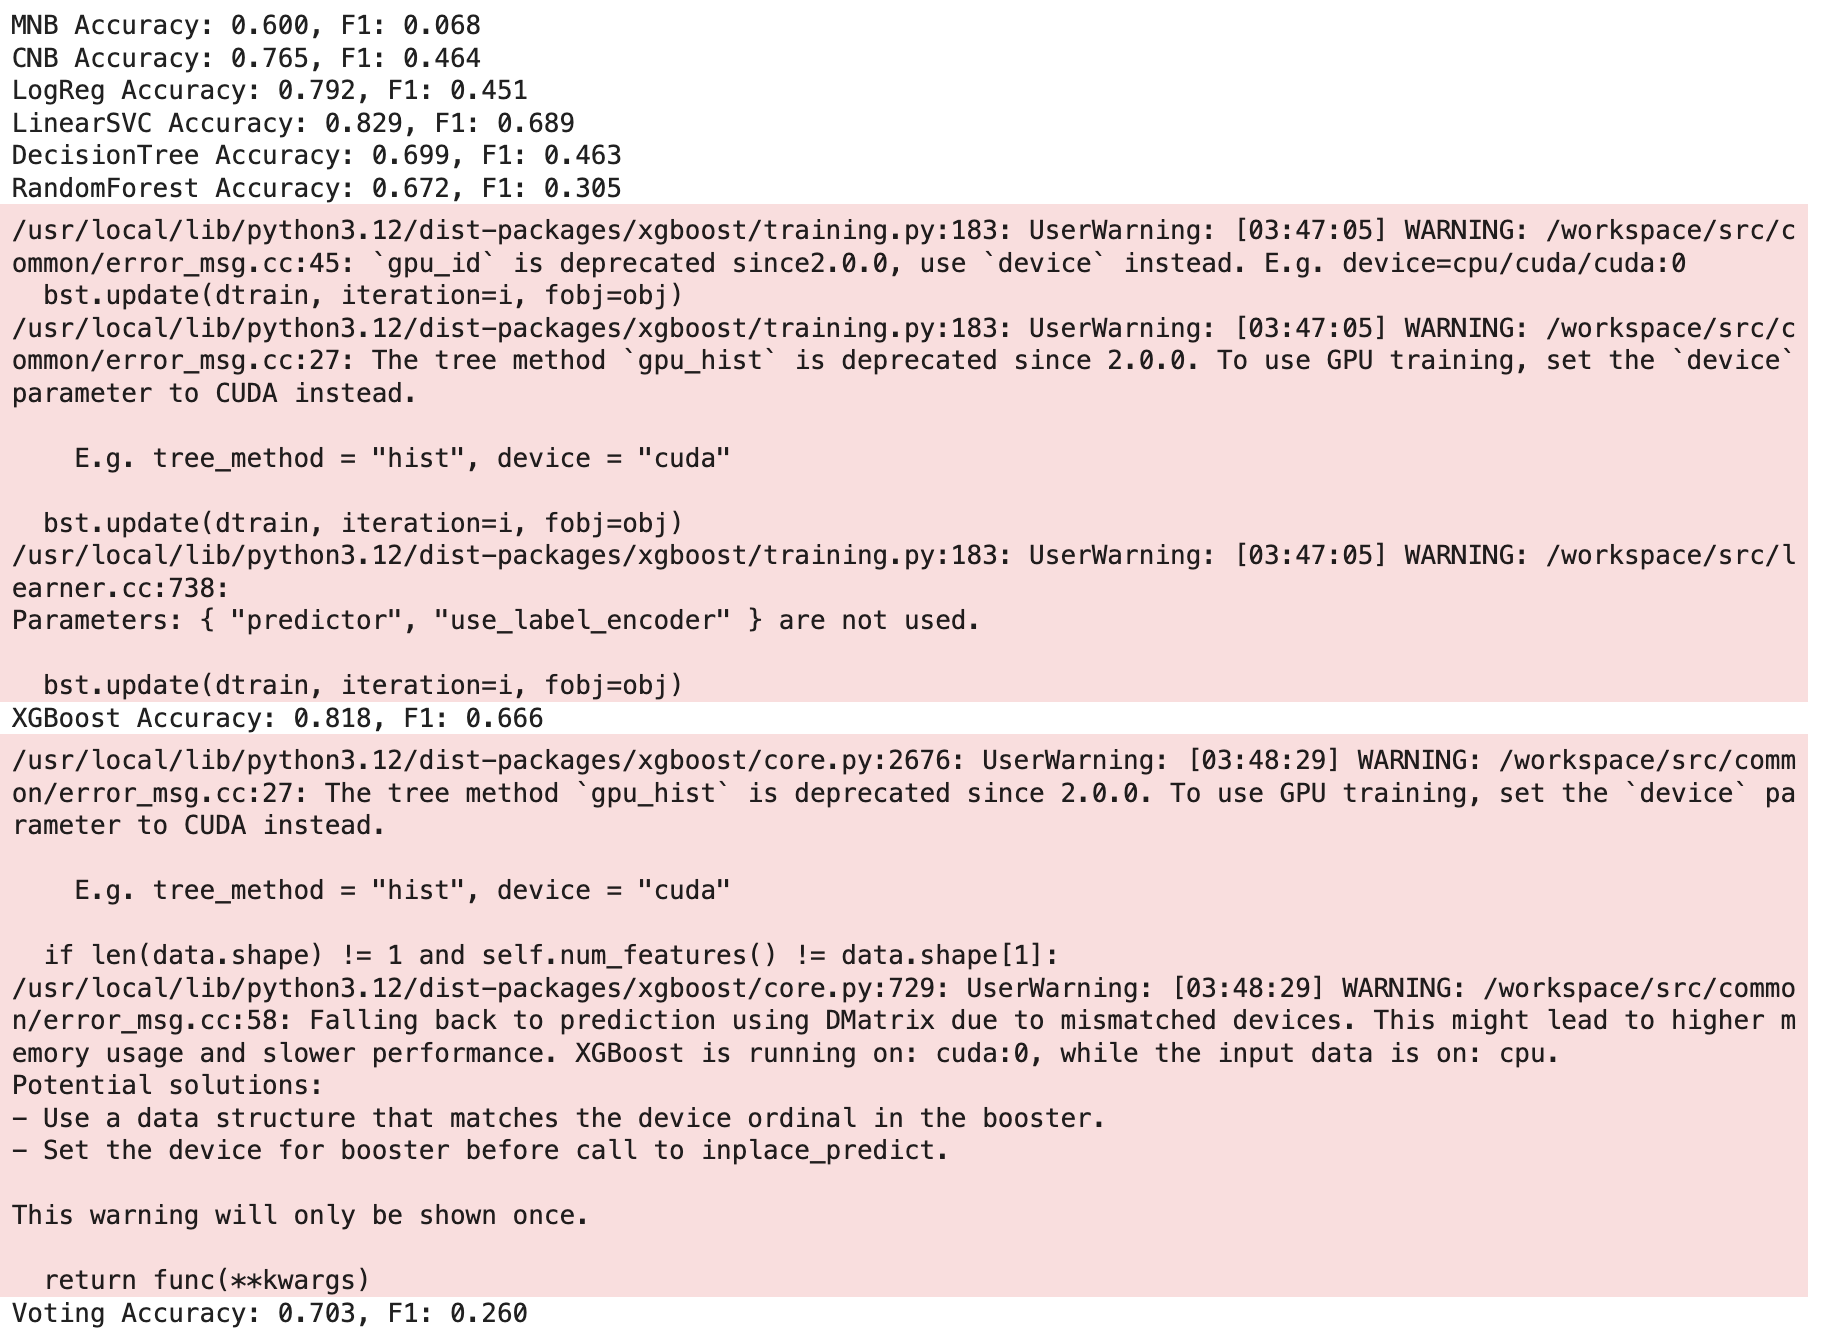 MNB Accuracy: 0.600, F1: 0.068
CNB Accuracy: 0.765, F1: 0.464
LogReg Accuracy: 0.792, F1: 0.451
LinearSVC Accuracy: 0.829, F1: 0.689
DecisionTree Accuracy: 0.699, F1: 0.463
RandomForest Accuracy: 0.672, F1: 0.305
/usr/local/lib/python3.12/dist-packages/xgboost/training.py:183: UserWarning: [03:47:05] WARNING: /workspace/src/c
ommon/error_msg.cc:45: `gpu_id` is deprecated since2.0.0, use `device` instead. E.g. device=cpu/cuda/cuda:0
  bst.update(dtrain, iteration=i, fobj=obj)
/usr/local/lib/python3.12/dist-packages/xgboost/training.py:183: UserWarning: [03:47:05] WARNING: /workspace/src/c
ommon/error_msg.cc:27: The tree method `gpu_hist` is deprecated since 2.0.0. To use GPU training, set the `device`
parameter to CUDA instead.

    E.g. tree_method = "hist", device = "cuda"

  bst.update(dtrain, iteration=i, fobj=obj)
/usr/local/lib/python3.12/dist-packages/xgboost/training.py:183: UserWarning: [03:47:05] WARNING: /workspace/src/l
earner.cc:738:
Parameters: { "predictor", "use_label_encoder" } are not used.

  bst.update(dtrain, iteration=i, fobj=obj)
XGBoost Accuracy: 0.818, F1: 0.666
/usr/local/lib/python3.12/dist-packages/xgboost/core.py:2676: UserWarning: [03:48:29] WARNING: /workspace/src/comm
on/error_msg.cc:27: The tree method `gpu_hist` is deprecated since 2.0.0. To use GPU training, set the `device` pa
rameter to CUDA instead.

    E.g. tree_method = "hist", device = "cuda"

  if len(data.shape) != 1 and self.num_features() != data.shape[1]:
/usr/local/lib/python3.12/dist-packages/xgboost/core.py:729: UserWarning: [03:48:29] WARNING: /workspace/src/commo
n/error_msg.cc:58: Falling back to prediction using DMatrix due to mismatched devices. This might lead to higher m
emory usage and slower performance. XGBoost is running on: cuda:0, while the input data is on: cpu.
Potential solutions:
- Use a data structure that matches the device ordinal in the booster.
- Set the device for booster before call to inplace_predict.

This warning will only be shown once.

  return func(**kwargs)
Voting Accuracy: 0.703, F1: 0.260